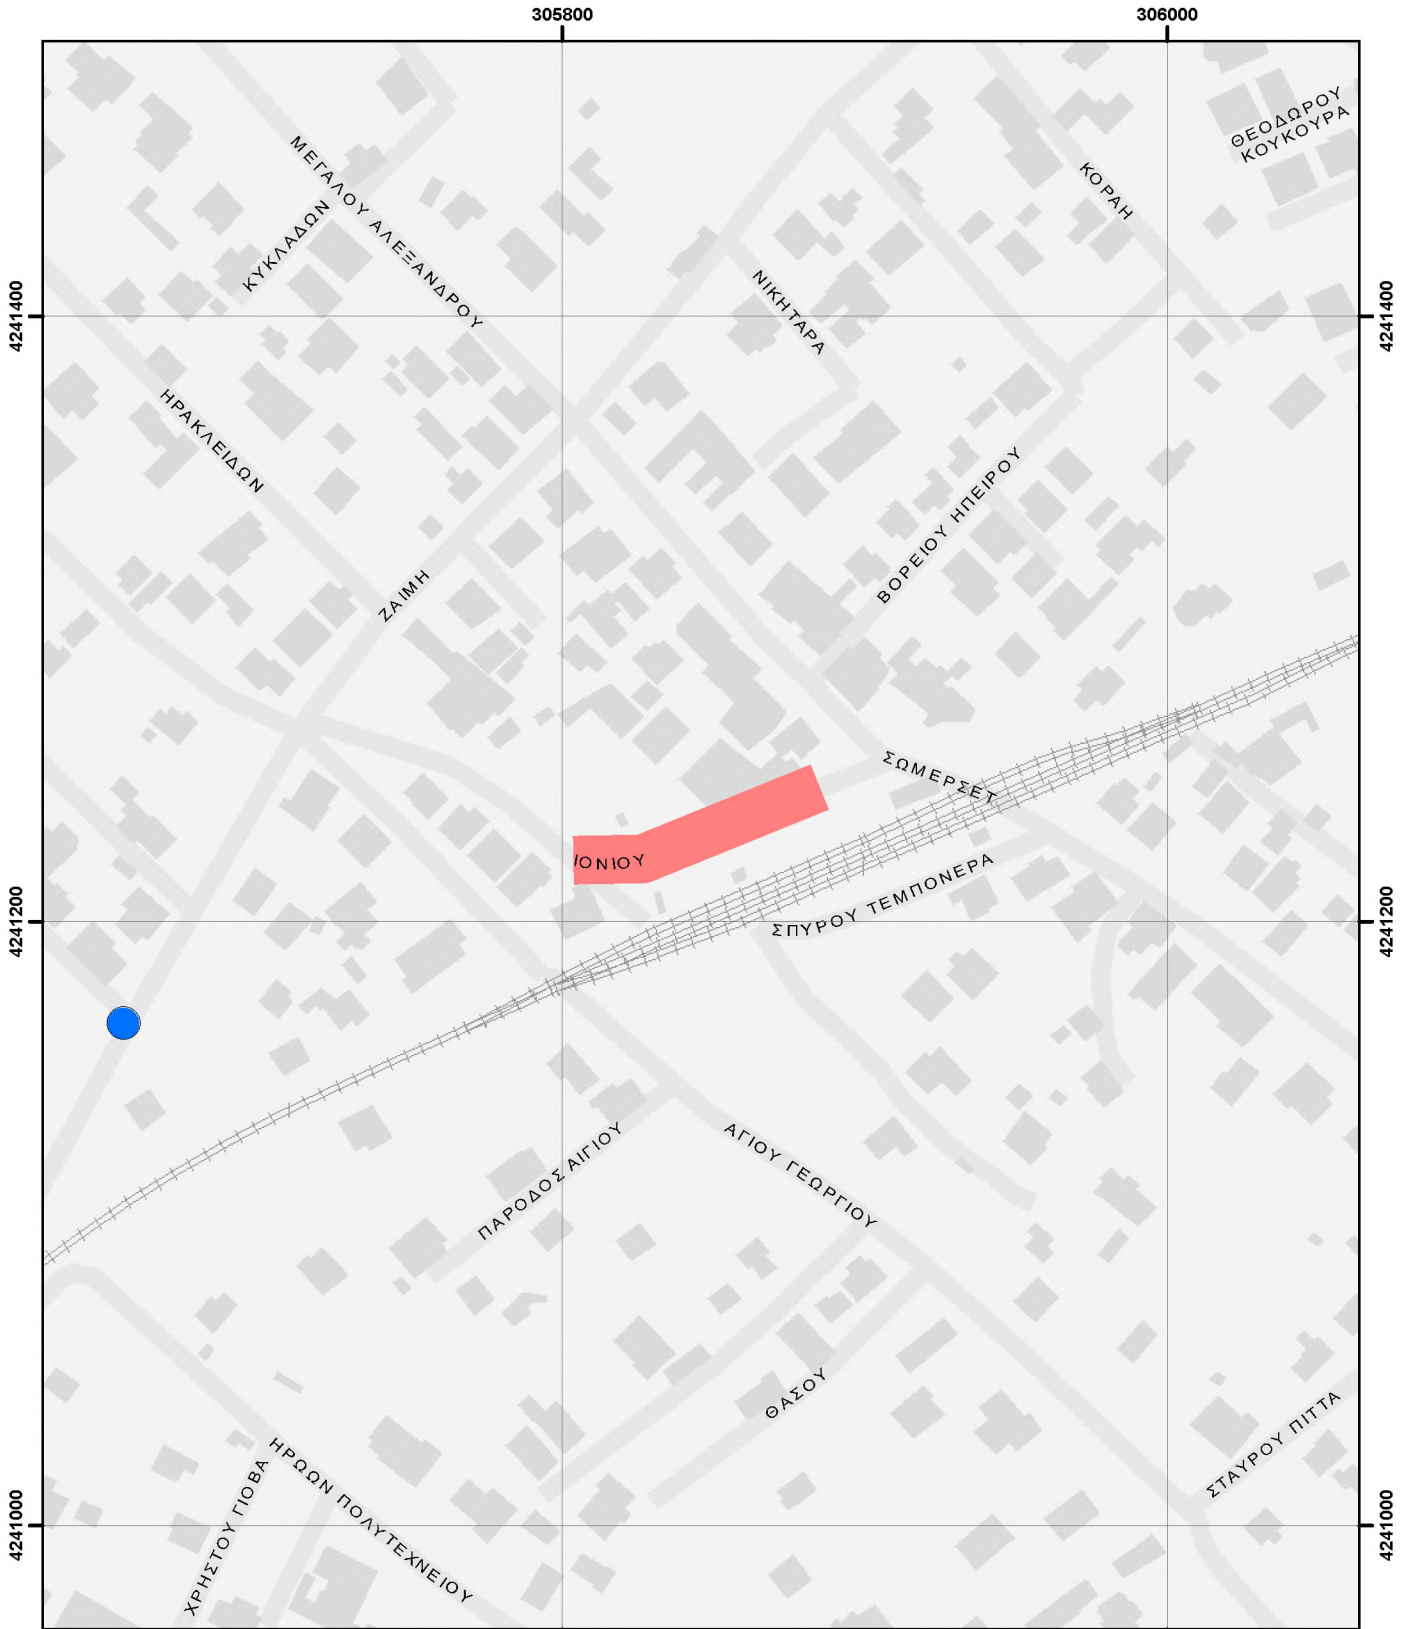 305800
306000
ΘΕΟΔΩΡΟΥ
ΚΟΥΚΟΥΡΑ
ΜΕΓΑΛΟΥ ΑΛΕΞΑΝΔΡΟΥ
ΚΟΡΑΗ
ΚΥΚΛΑΔΩΝ
ΝΙΚΗΤΑΡΑ
4241400
4241400
ΗΡΑΚΛΕΙΔΩΝ
ΒΟΡΕΙΟΥ ΗΠΕΙΡΟΥ
ΖΑΙΜΗ
ΣΩΜΕΡΣΕΤ
ΙΟΝΙΟΥ
ΣΠΥΡΟΥ ΤΕΜΠΟΝΕΡΑ
4241200
4241200
ΠΑΡΟΔΟΣ ΑΙΓΙΟΥ
ΑΓΙΟΥ ΓΕΩΡΓΙΟΥ
ΘΑΣΟΥ
ΣΤΑΥΡΟΥ ΠΙΤΤΑ
ΗΡΩΩΝ ΠΟΛΥΤΕΧΝΕΙΟΥ
ΧΡΗΣΤΟΥ ΓΙΟΒΑ
4241000
4241000